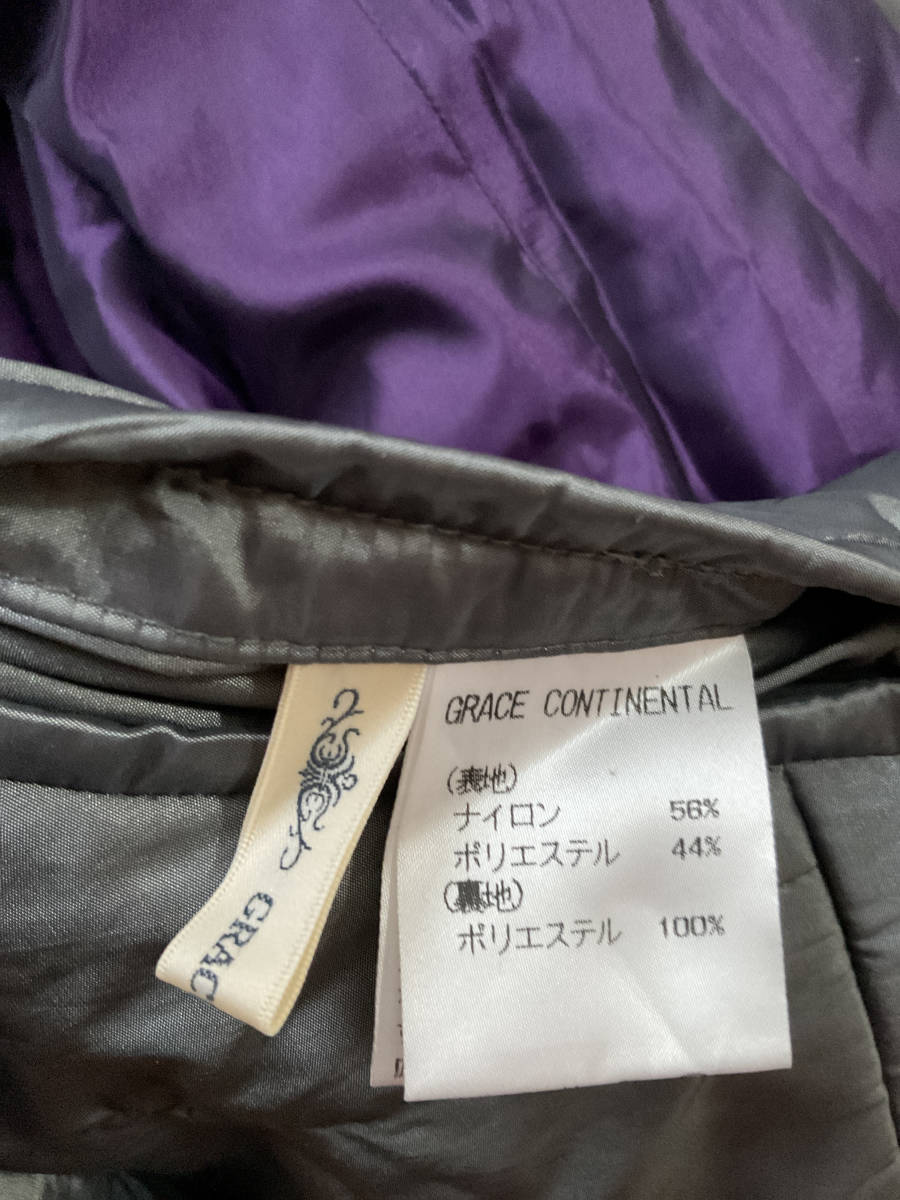 GRACE CONTINENTAL
(表地)
ナイロン 56%
ポリエステル 44%
(裏地)
ポリエステル 100%
GRAC